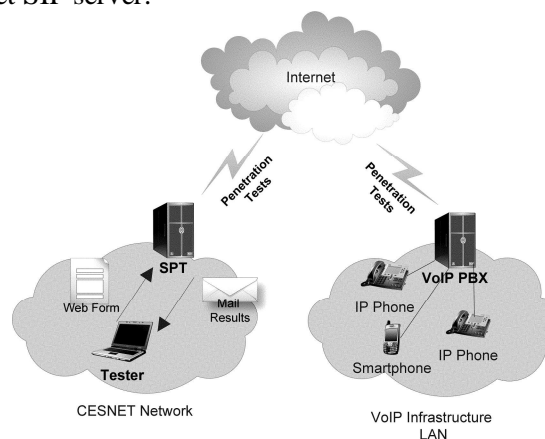 SIP server.
Internet
Penetration
Tests
Penetration
Tests
SPT
Web Form
Mail
Results
Tester
CESNET Network
VoIP PBX
IP Phone
IP Phone
Smartphone
VoIP Infrastructure
LAN